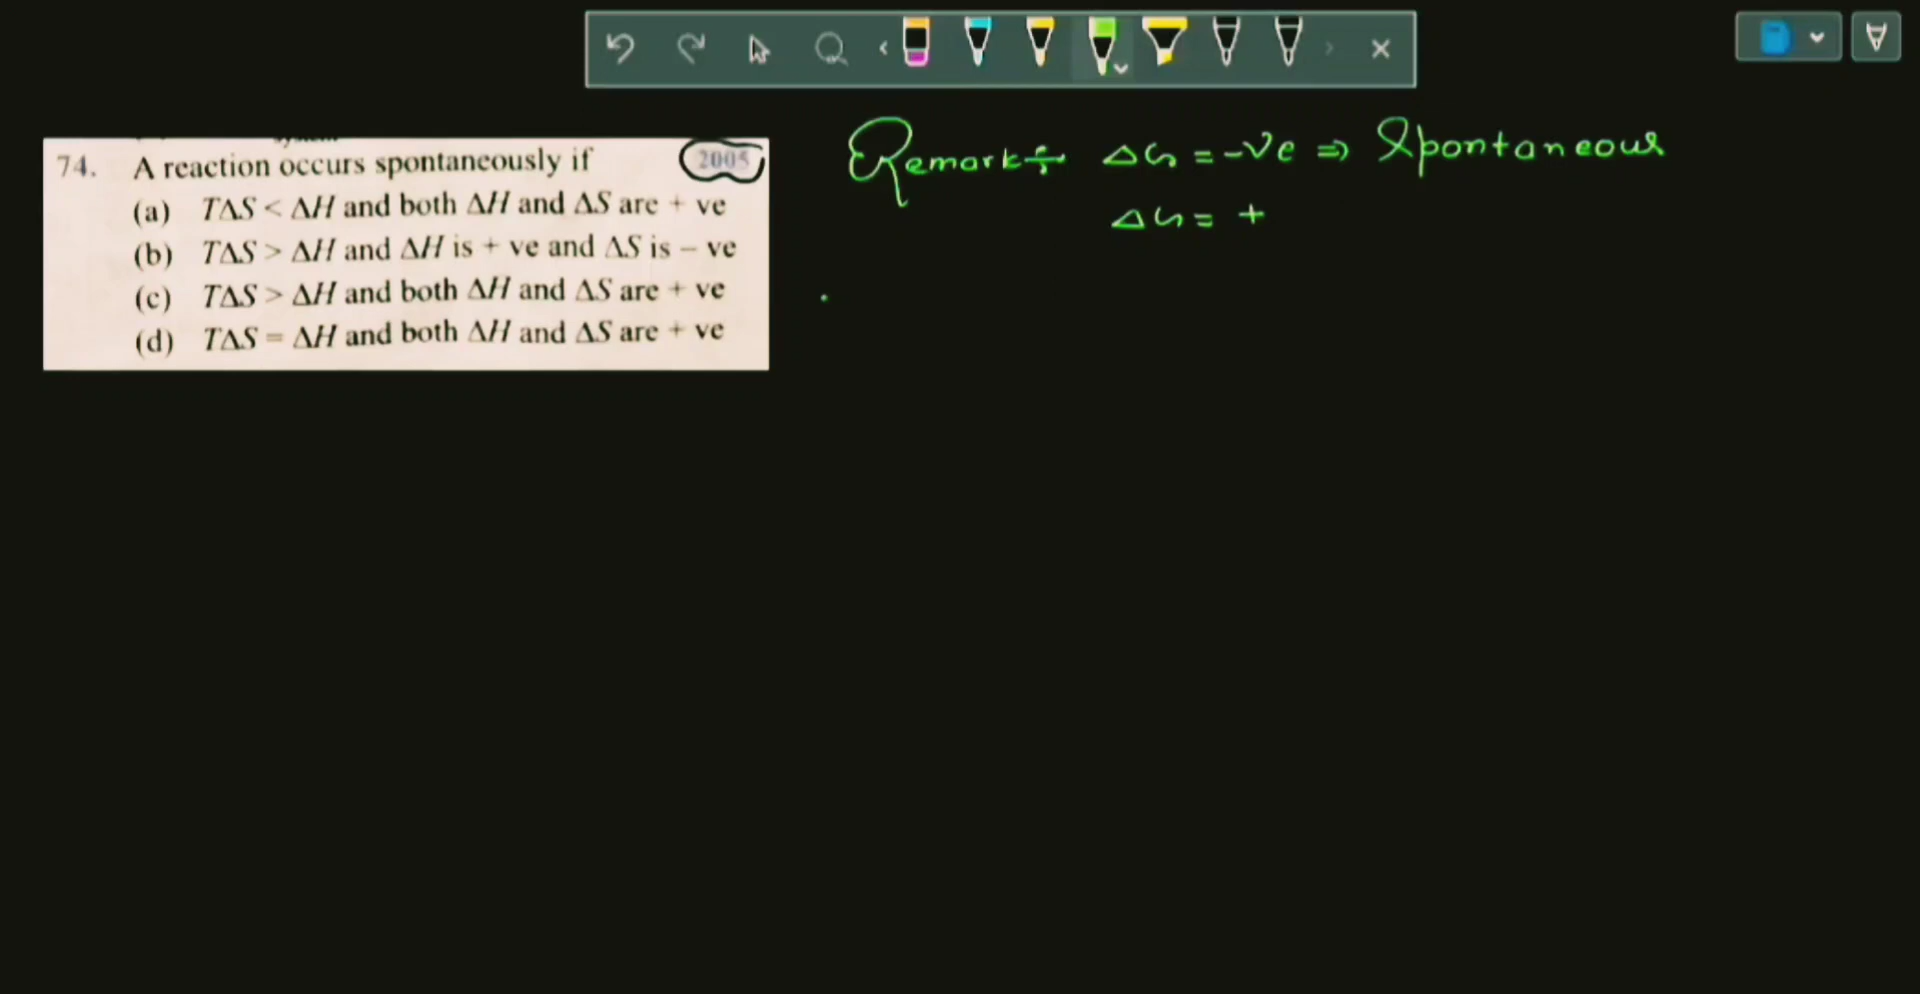 74. A reaction occurs spontaneously if 2005
(a) TΔS < ΔH and both ΔH and ΔS are + ve
(b) TΔS > ΔH and ΔH is + ve and ΔS is – ve
(c) TΔS > ΔH and both ΔH and ΔS are + ve
(d) TΔS = ΔH and both ΔH and ΔS are + ve
Remark:- ΔG = -Ve ⇒ Spontaneous
ΔG = +